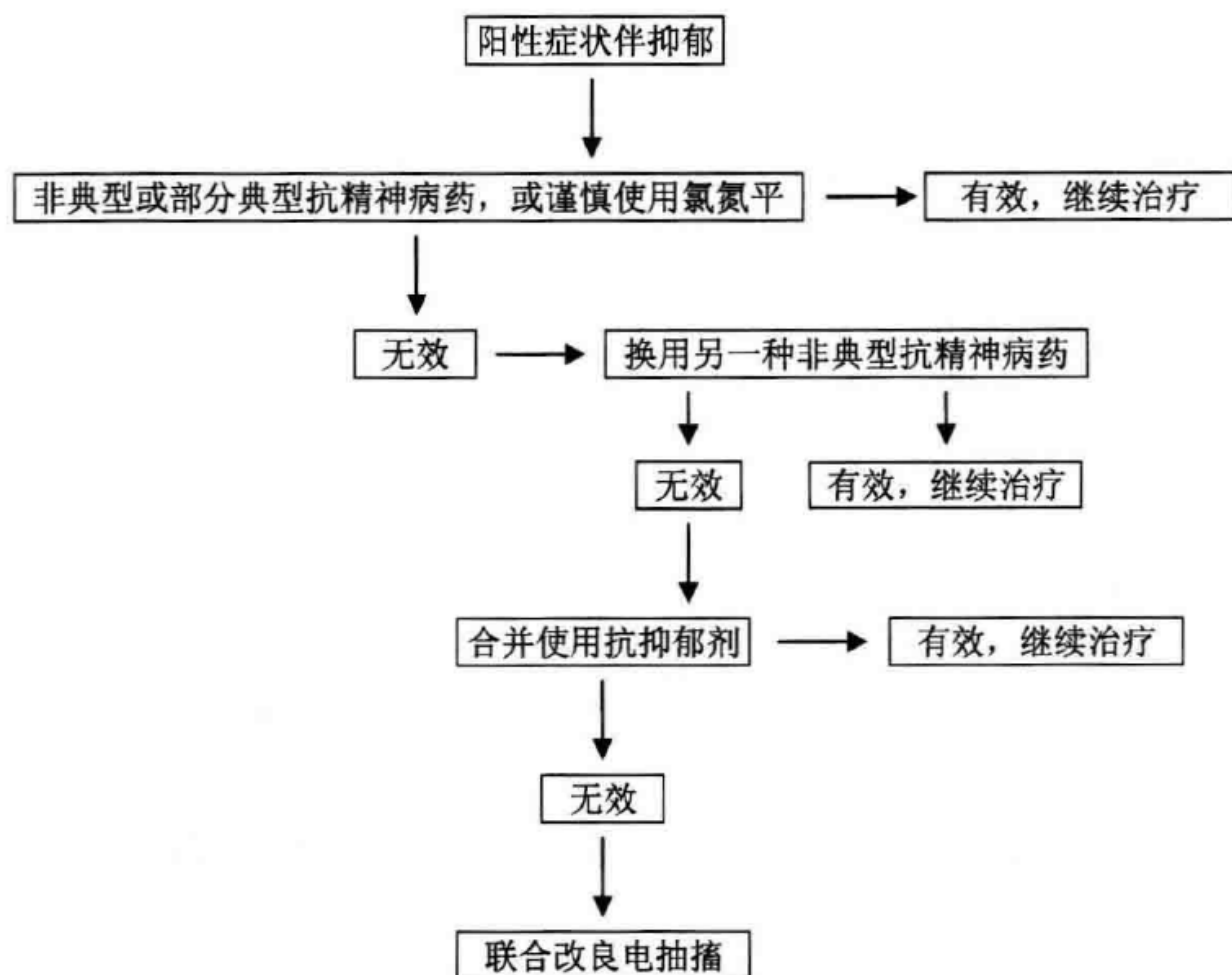 阳性症状伴抑郁
非典型或部分典型抗精神病药，或谨慎使用氯氮平
有效，继续治疗
无效
换用另一种非典型抗精神病药
无效
有效，继续治疗
合并使用抗抑郁剂
有效，继续治疗
无效
联合改良电抽搐